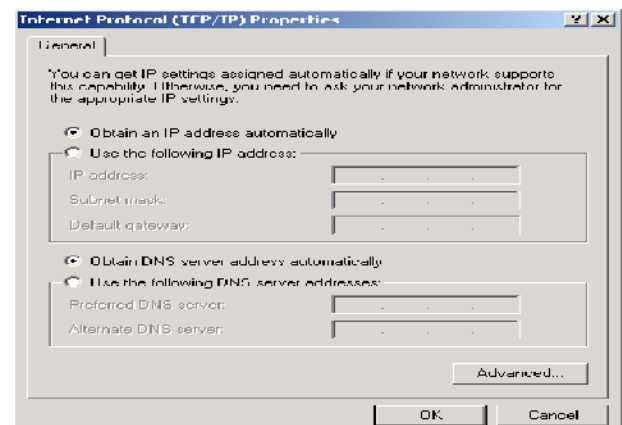 Internet Protocol (TCP/IP) Properties
General
You can get IP settings assigned automatically if your network supports
this capability. Otherwise, you need to ask your network administrator for
the appropriate IP settings.
Obtain an IP address automatically
Use the following IP address:
IP address:
Subnet mask:
Default gateway:
Obtain DNS server address automatically
Use the following DNS server addresses:
Preferred DNS server:
Alternate DNS server:
Advanced...
OK Cancel